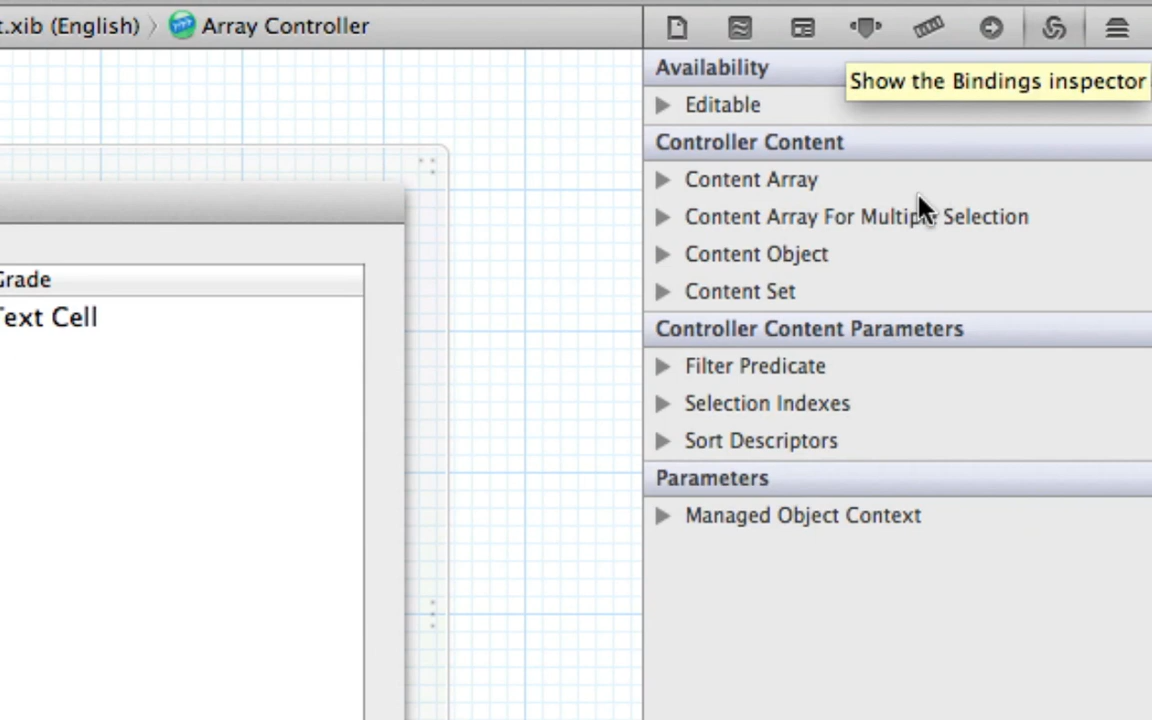 t.xib (English) 〉 Array Controller
Availability
Show the Bindings inspector
Editable
Controller Content
Content Array
Content Array For Multiple Selection
Content Object
Content Set
Controller Content Parameters
Filter Predicate
Selection Indexes
Sort Descriptors
Parameters
Managed Object Context
Grade
Text Cell